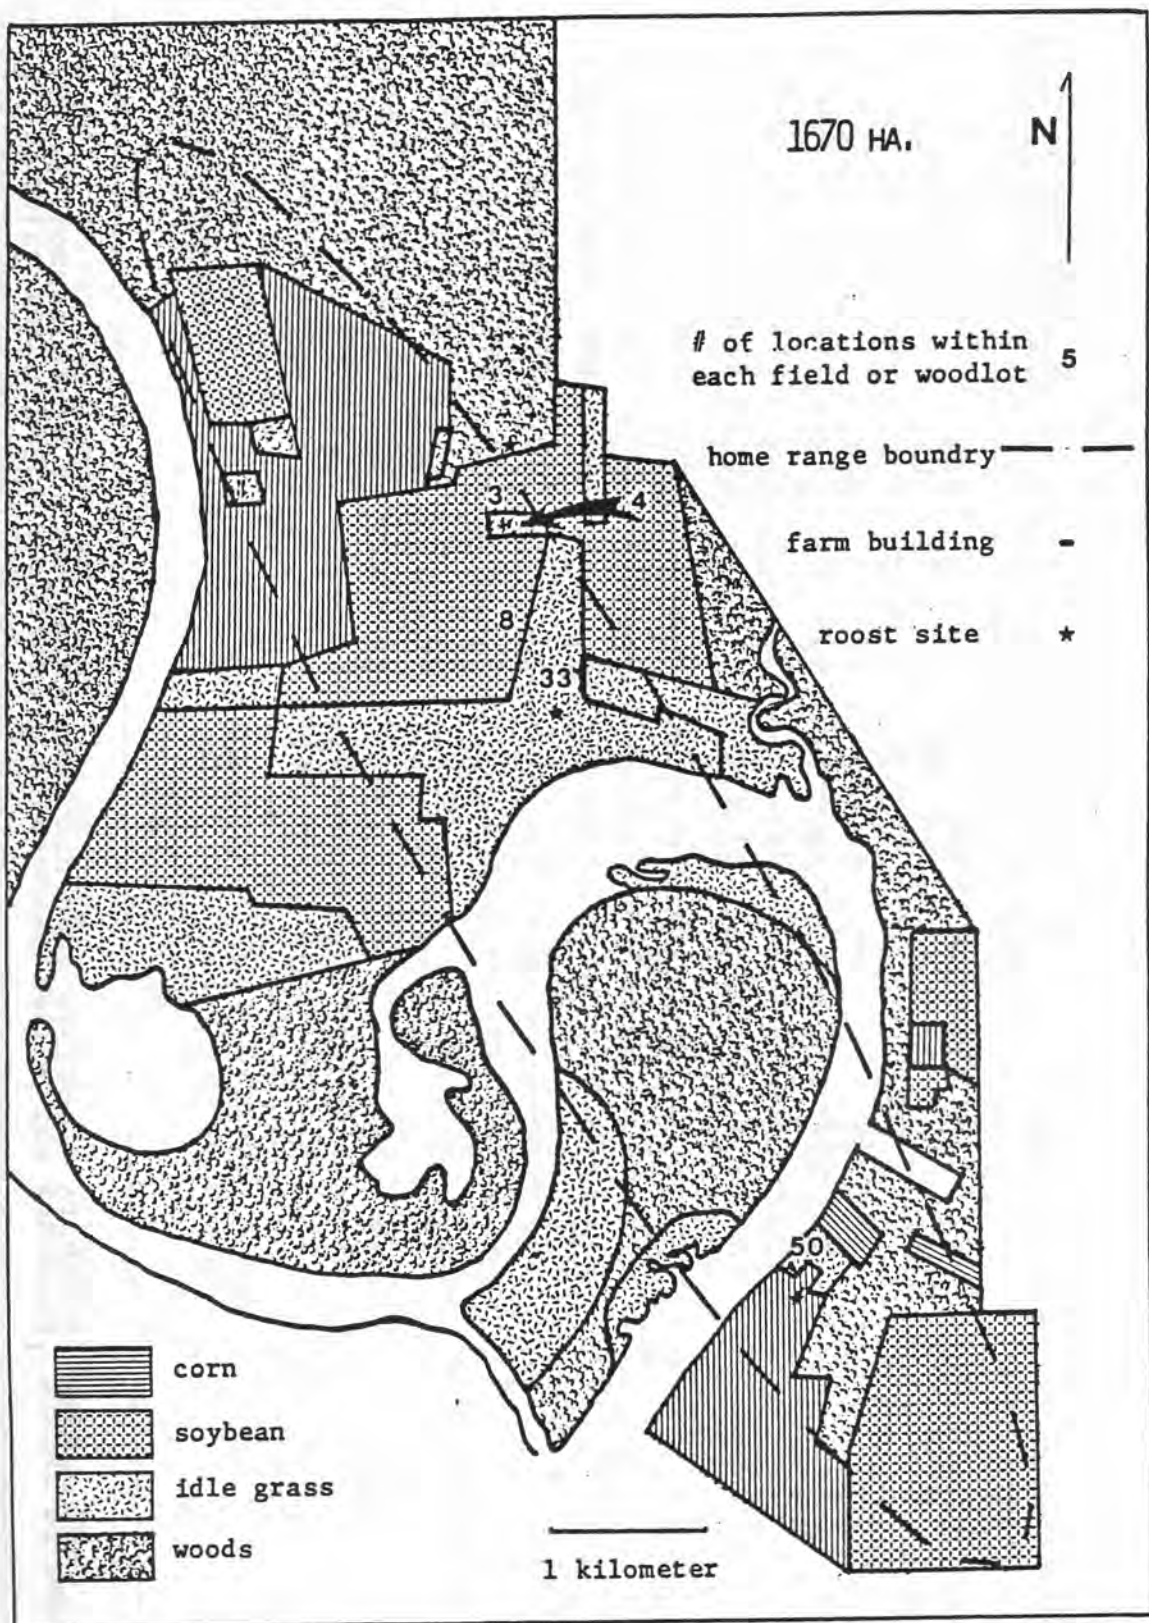 1670 HA.
N
# of locations within
each field or woodlot
5
home range boundry
farm building
roost site
3
4
8
33
50
corn
soybean
idle grass
woods
1 kilometer